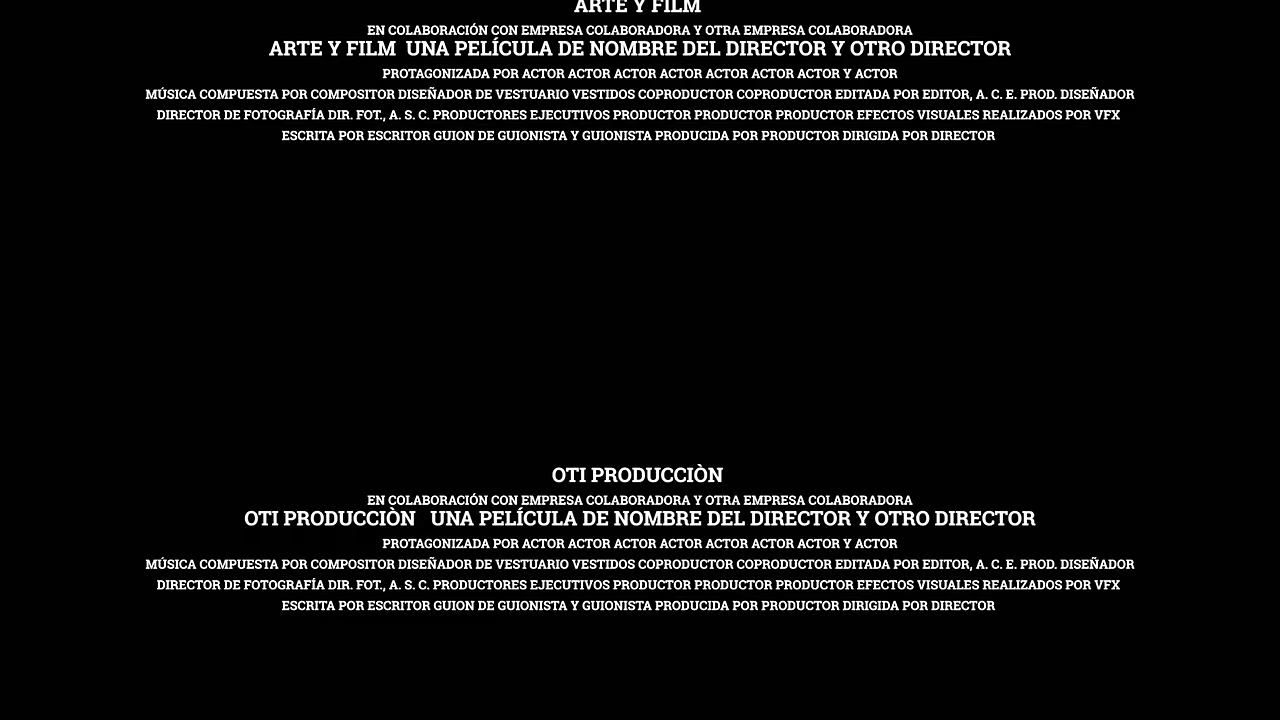 ARTE Y FILM
EN COLABORACIÓN CON EMPRESA COLABORADORA Y OTRA EMPRESA COLABORADORA
ARTE Y FILM UNA PELÍCULA DE NOMBRE DEL DIRECTOR Y OTRO DIRECTOR
PROTAGONIZADA POR ACTOR ACTOR ACTOR ACTOR ACTOR ACTOR ACTOR Y ACTOR
MÚSICA COMPUESTA POR COMPOSITOR DISEÑADOR DE VESTUARIO VESTIDOS COPRODUCTOR COPRODUCTOR EDITADA POR EDITOR, A. C. E. PROD. DISEÑADOR
DIRECTOR DE FOTOGRAFÍA DIR. FOT., A. S. C. PRODUCTORES EJECUTIVOS PRODUCTOR PRODUCTOR PRODUCTOR EFECTOS VISUALES REALIZADOS POR VFX
ESCRITA POR ESCRITOR GUION DE GUIONISTA Y GUIONISTA PRODUCIDA POR PRODUCTOR DIRIGIDA POR DIRECTOR
OTI PRODUCCIÒN
EN COLABORACIÓN CON EMPRESA COLABORADORA Y OTRA EMPRESA COLABORADORA
OTI PRODUCCIÒN UNA PELÍCULA DE NOMBRE DEL DIRECTOR Y OTRO DIRECTOR
PROTAGONIZADA POR ACTOR ACTOR ACTOR ACTOR ACTOR ACTOR ACTOR Y ACTOR
MÚSICA COMPUESTA POR COMPOSITOR DISEÑADOR DE VESTUARIO VESTIDOS COPRODUCTOR COPRODUCTOR EDITADA POR EDITOR, A. C. E. PROD. DISEÑADOR
DIRECTOR DE FOTOGRAFÍA DIR. FOT., A. S. C. PRODUCTORES EJECUTIVOS PRODUCTOR PRODUCTOR PRODUCTOR EFECTOS VISUALES REALIZADOS POR VFX
ESCRITA POR ESCRITOR GUION DE GUIONISTA Y GUIONISTA PRODUCIDA POR PRODUCTOR DIRIGIDA POR DIRECTOR